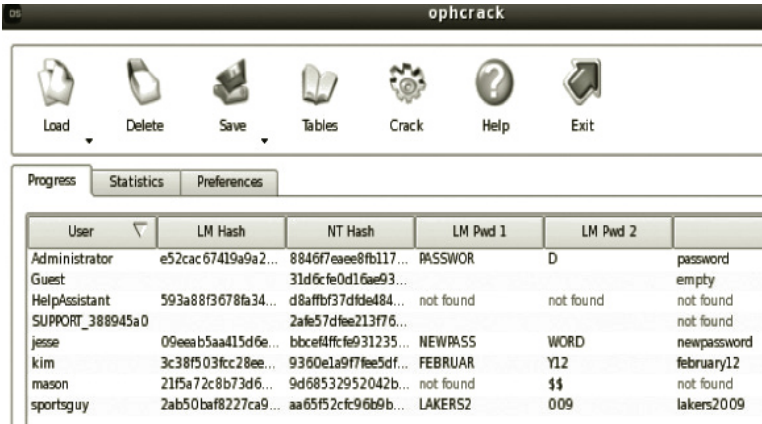 OS ophcrack
Load Delete Save Tables Crack Help Exit
Progress Statistics Preferences
User LM Hash NT Hash LM Pwd 1 LM Pwd 2
Administrator e52cac67419a9a2... 8846f7eaee8fb117... PASSWOR D password
Guest 31d6cfe0d16ae93... empty
HelpAssistant 593a88f3678fa34... d8affbf37dfde484... not found not found not found
SUPPORT_388945a0 2afe57dfee213f76... not found
jesse 09eeab5aa415d6e... bbcef4ffcfe931235... NEWPASS WORD newpassword
kim 3c38f503fcc28ee... 9360e1a9f7fee5df... FEBRUAR Y12 february12
mason 21f5a72c8b73d6... 9d68532952042b... not found $$ not found
sportsguy 2ab50baf8227ca9... aa65f52cfc96b9b... LAKERS2 009 lakers2009